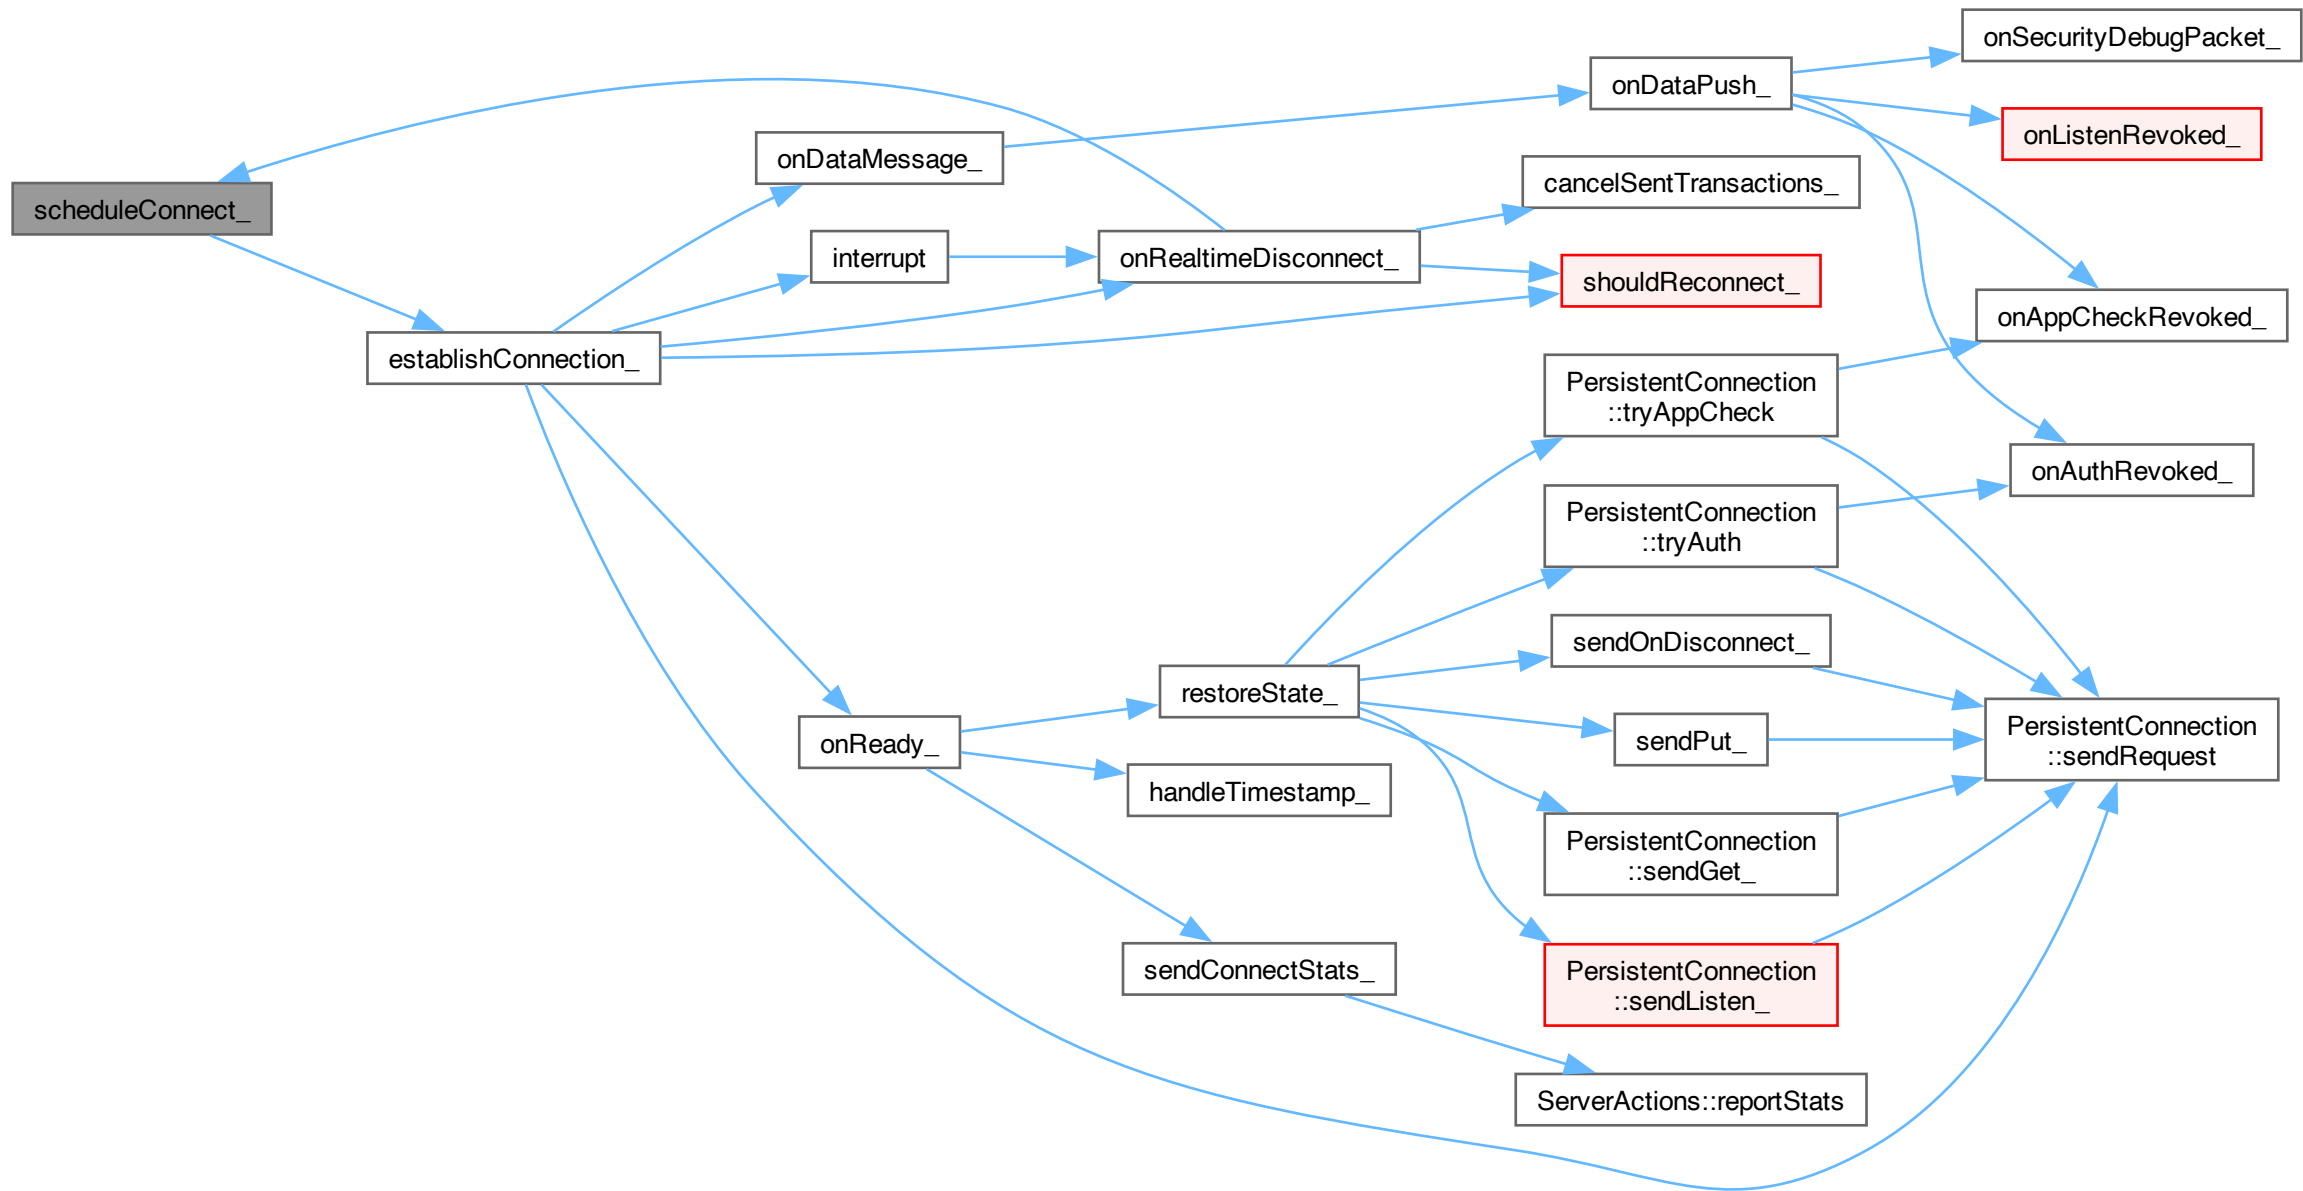 scheduleConnect_
establishConnection_
onDataMessage_
interrupt
onReady_
onRealtimeDisconnect_
restoreState_
handleTimestamp_
sendConnectStats_
onDataPush_
cancelSentTransactions_
shouldReconnect_
PersistentConnection
::tryAppCheck
PersistentConnection
::tryAuth
sendOnDisconnect_
sendPut_
PersistentConnection
::sendGet_
PersistentConnection
::sendListen_
ServerActions::reportStats
onSecurityDebugPacket_
onListenRevoked_
onAppCheckRevoked_
onAuthRevoked_
PersistentConnection
::sendRequest